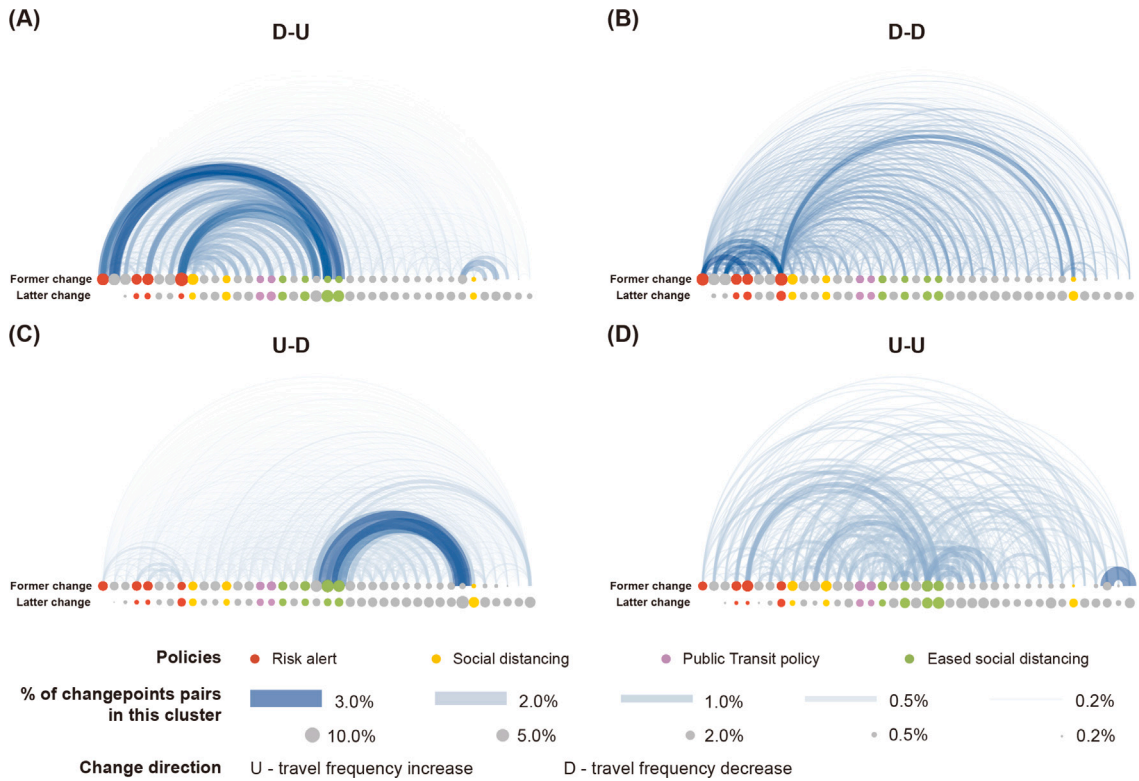 (A)
D-U
(B)
D-D
Former change
Latter change
Former change
Latter change
(C)
U-D
(D)
U-U
Former change
Latter change
Former change
Latter change
Policies
Risk alert
Social distancing
Public Transit policy
Eased social distancing
% of changepoints pairs
in this cluster
3.0%
2.0%
1.0%
0.5%
0.2%
10.0%
5.0%
2.0%
0.5%
0.2%
Change direction
U - travel frequency increase
D - travel frequency decrease